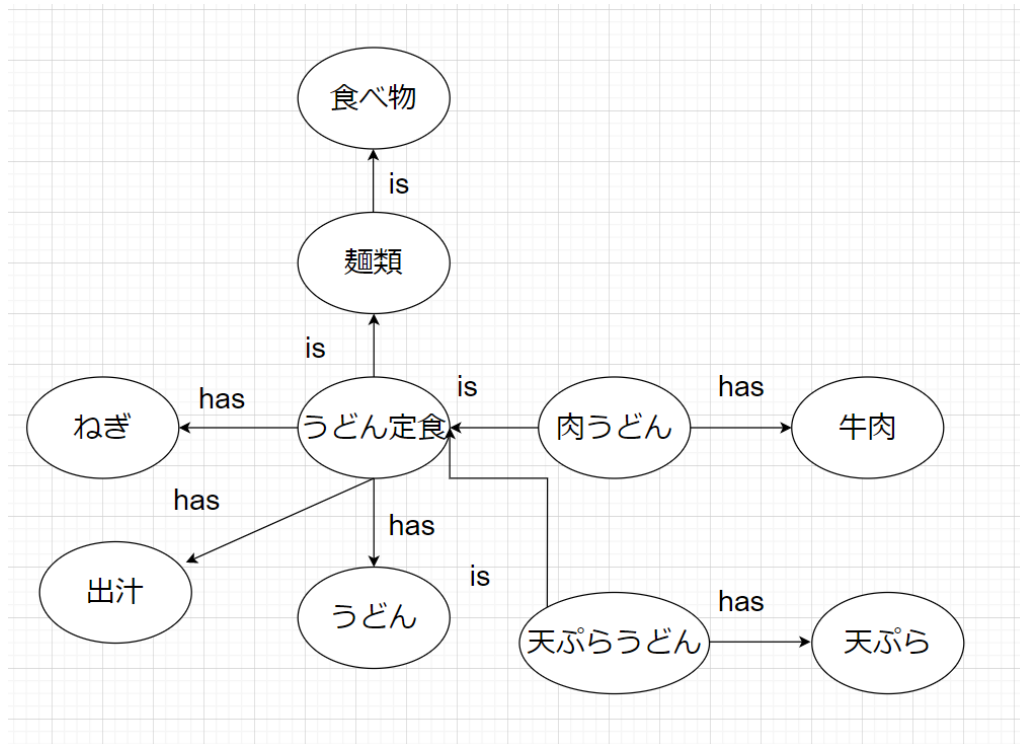 食べ物
is
麺類
is
is
has
has
ねぎ
うどん定食
肉うどん
牛肉
has
has
出汁
うどん
is
has
天ぷらうどん
天ぷら